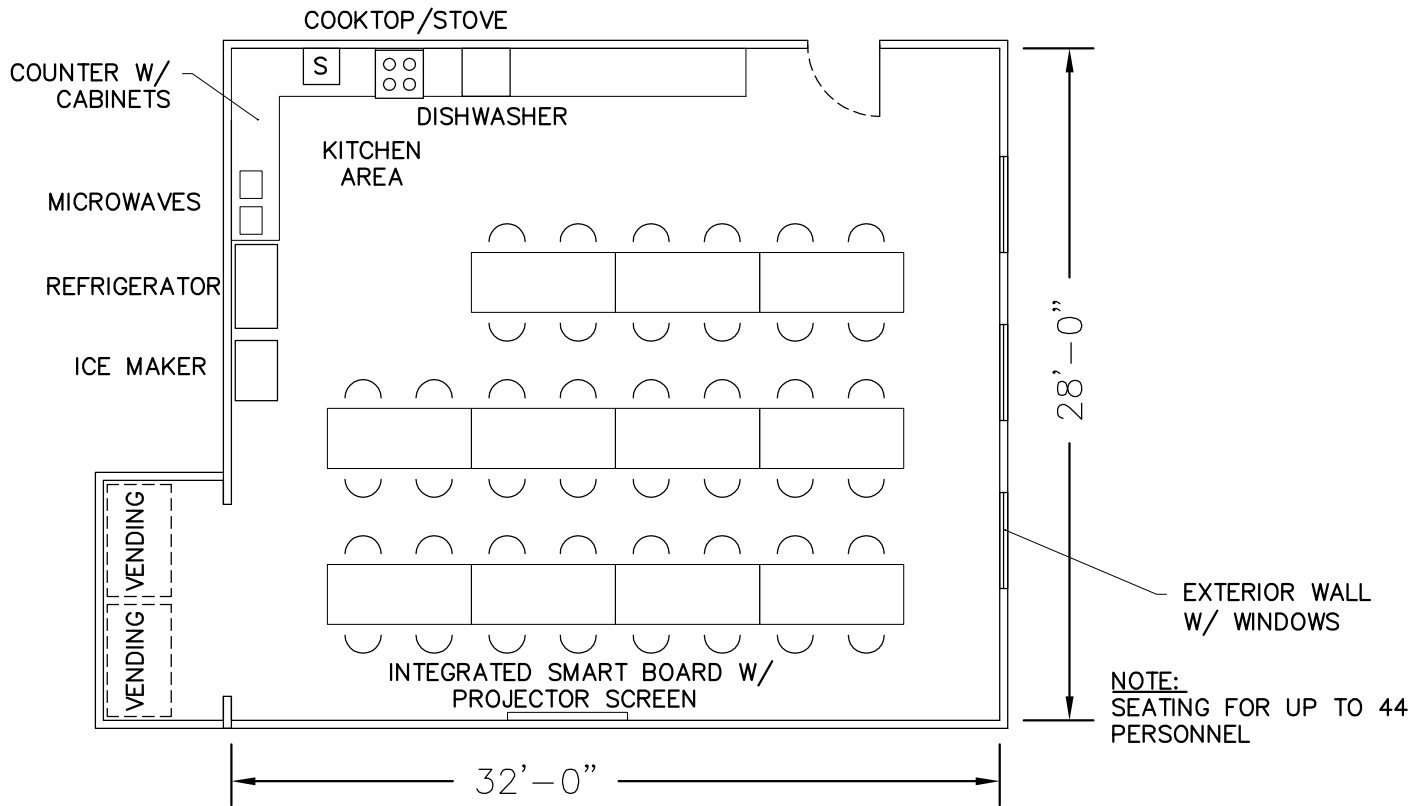 COOKTOP/STOVE
COUNTER W/
CABINETS
S
DISHWASHER
KITCHEN
AREA
MICROWAVES
REFRIGERATOR
ICE MAKER
28'-0"
VENDING
VENDING
EXTERIOR WALL
W/ WINDOWS
INTEGRATED SMART BOARD W/
PROJECTOR SCREEN
NOTE:
SEATING FOR UP TO 44
PERSONNEL
32'-0"